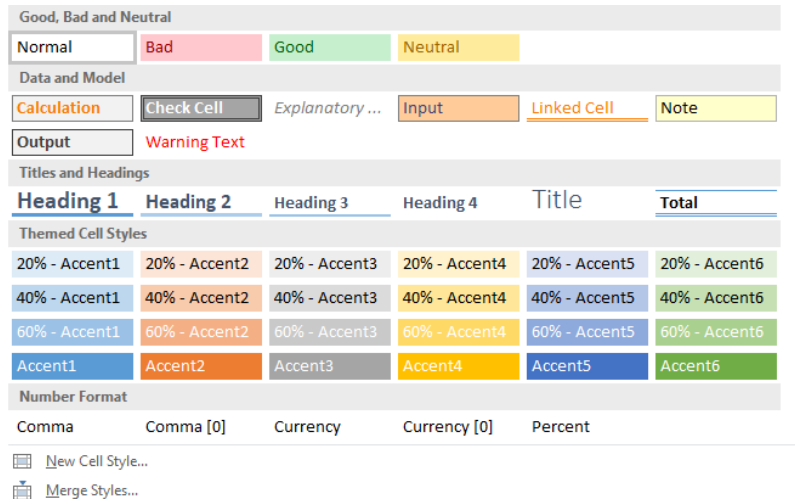 Good, Bad and Neutral
Normal Bad Good Neutral
Data and Model
Calculation Check Cell Explanatory ... Input Linked Cell Note
Output Warning Text
Titles and Headings
Heading 1 Heading 2 Heading 3 Heading 4 Title Total
Themed Cell Styles
20% - Accent1 20% - Accent2 20% - Accent3 20% - Accent4 20% - Accent5 20% - Accent6
40% - Accent1 40% - Accent2 40% - Accent3 40% - Accent4 40% - Accent5 40% - Accent6
60% - Accent1 60% - Accent2 60% - Accent3 60% - Accent4 60% - Accent5 60% - Accent6
Accent1 Accent2 Accent3 Accent4 Accent5 Accent6
Number Format
Comma Comma [0] Currency Currency [0] Percent
New Cell Style...
Merge Styles...